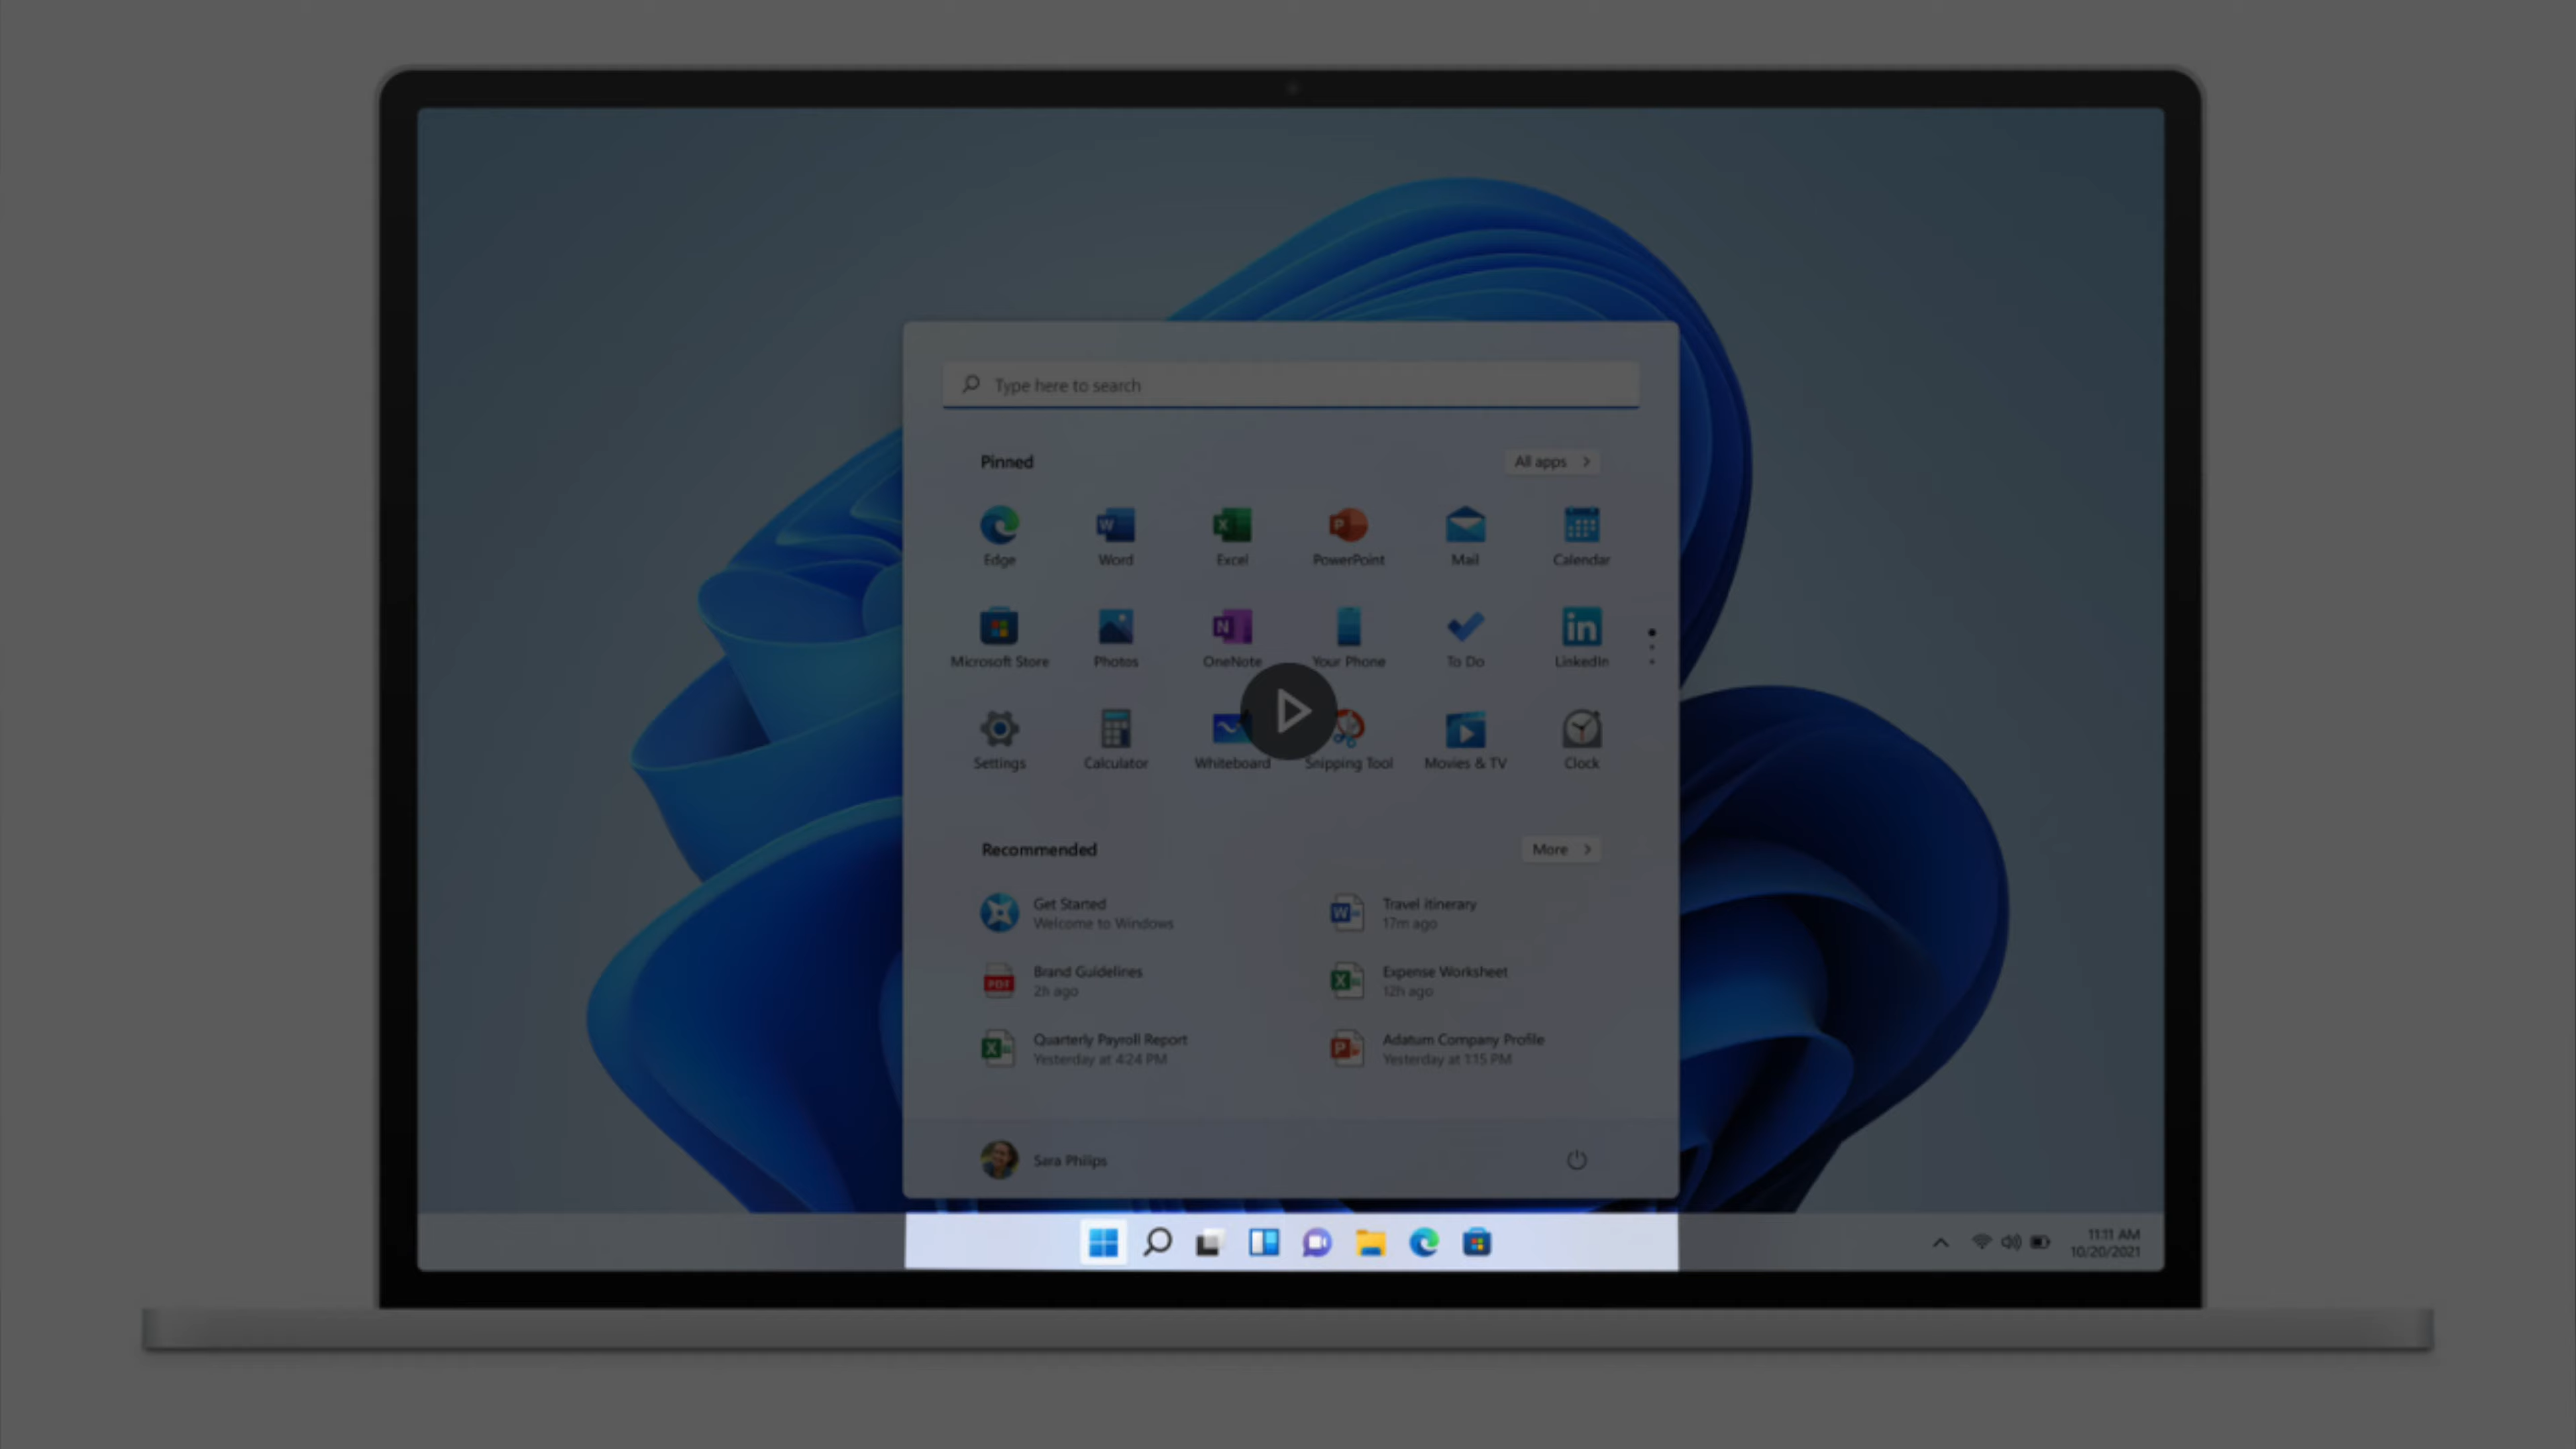 Type here to search
Pinned
All apps
Edge
Word
Excel
PowerPoint
Mail
Calendar
Microsoft Store
Photos
OneNote
Your Phone
To Do
LinkedIn
Settings
Calculator
Whiteboard
Snipping Tool
Movies & TV
Clock
Recommended
More
Get Started
Welcome to Windows
Travel itinerary
17m ago
Brand Guidelines
2h ago
Expense Worksheet
12h ago
Quarterly Payroll Report
Yesterday at 4:24 PM
Adatum Company Profile
Yesterday at 1:15 PM
Sara Philips
11:11 AM
10/20/2021